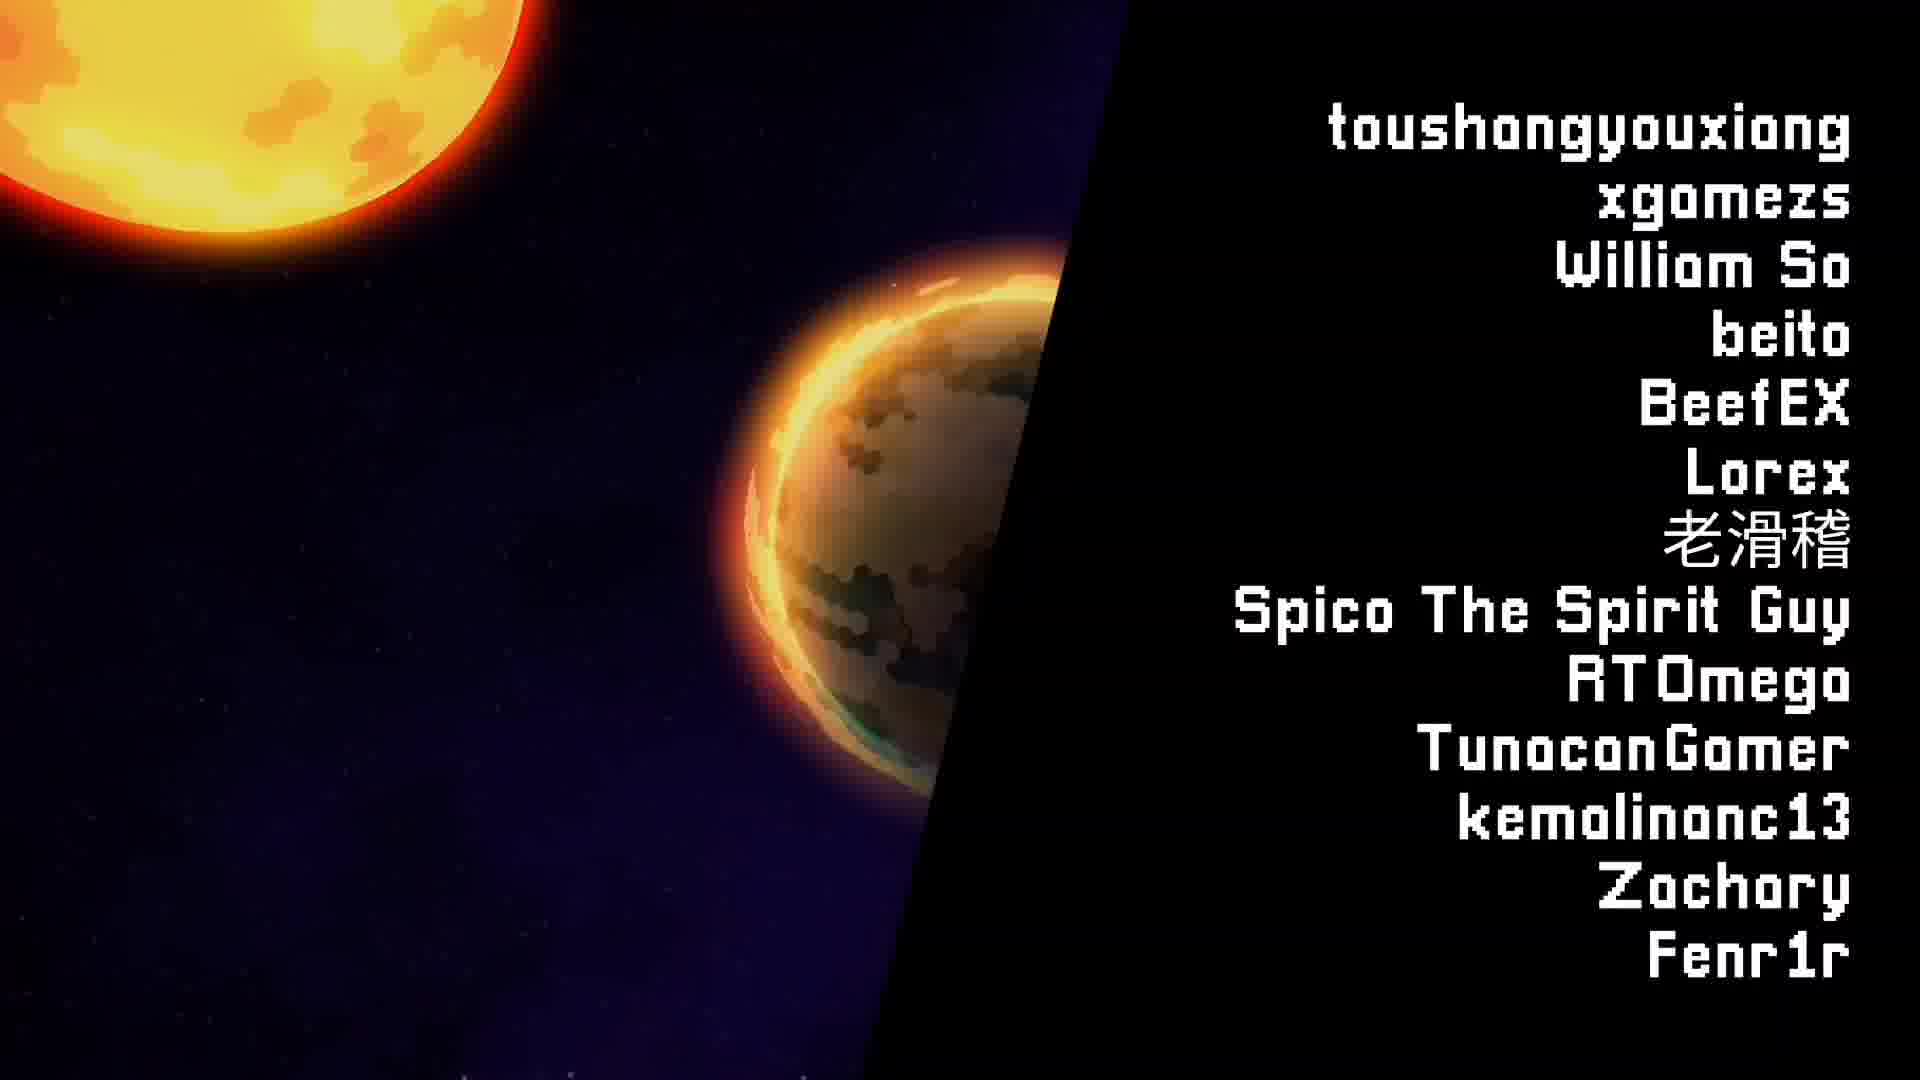 toushangyouxiang
xgamezs
William So
beito
BeefEX
Lorex
老滑稽
Spico The Spirit Guy
RTOmega
TunacanGamer
kemalinanc13
Zachary
Fenr1r